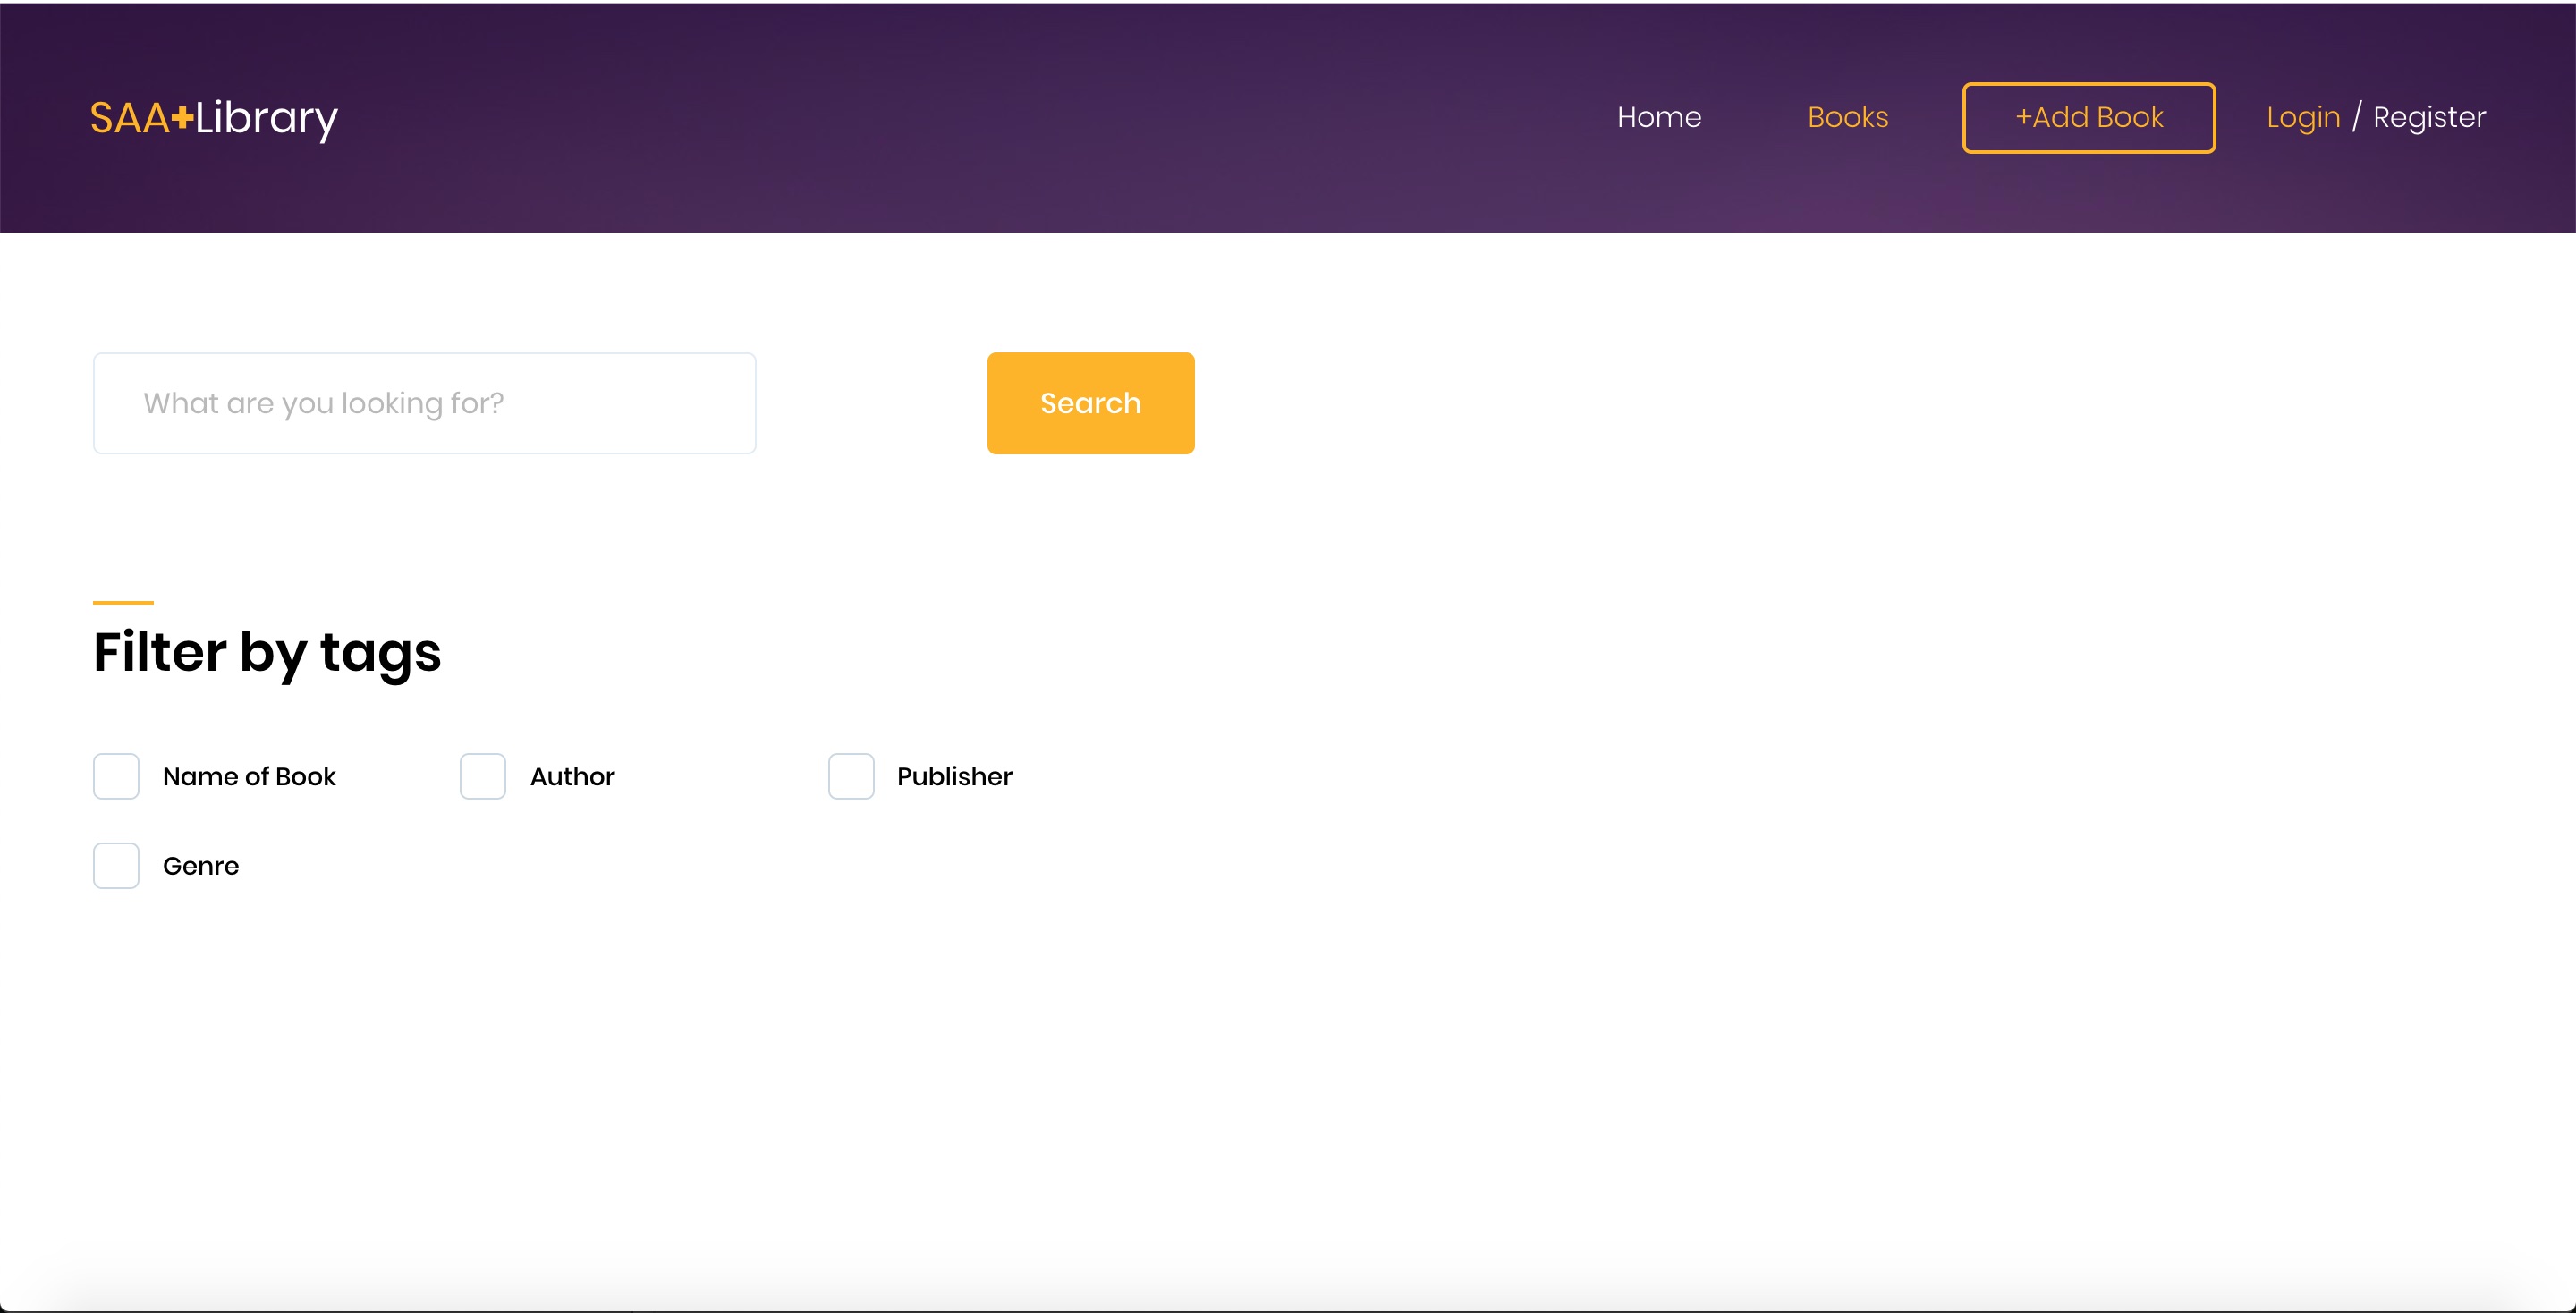 SAA+Library Home Books +Add Book Login / Register
What are you looking for? Search
Filter by tags
Name of Book Author Publisher
Genre